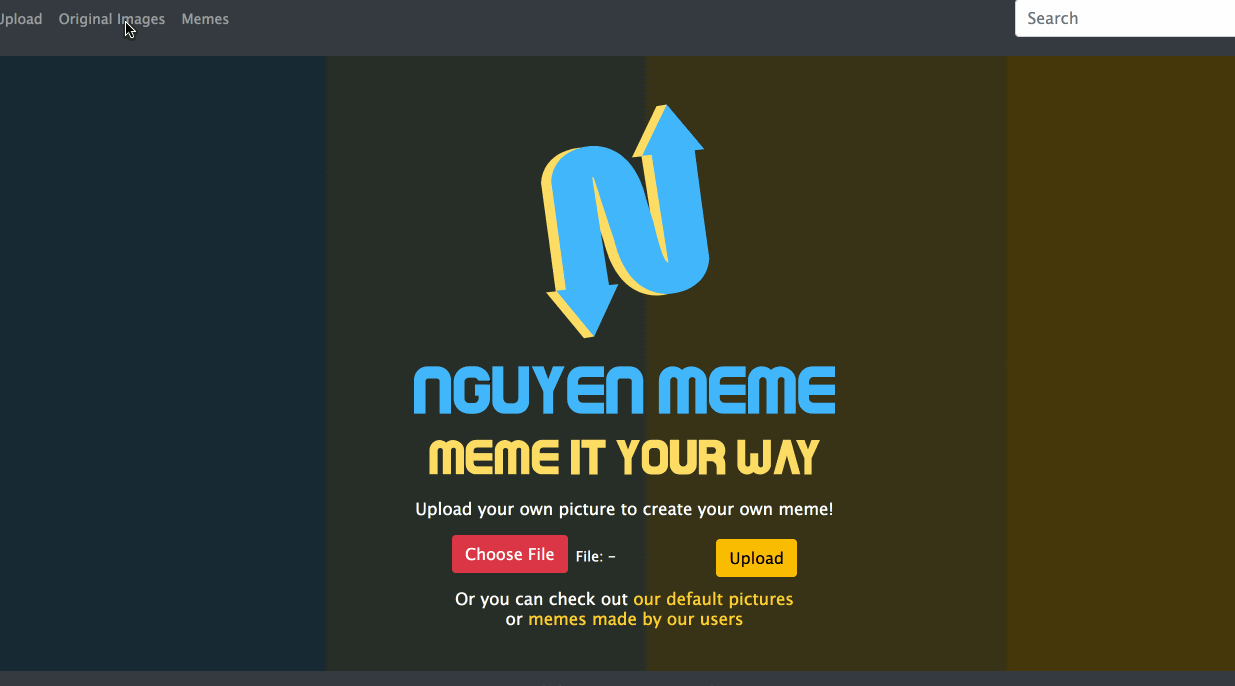 Upload Original Images Memes
Search
NGUYEN MEME
MEME IT YOUR WAY
Upload your own picture to create your own meme!
Choose File File: – Upload
Or you can check out our default pictures
or memes made by our users